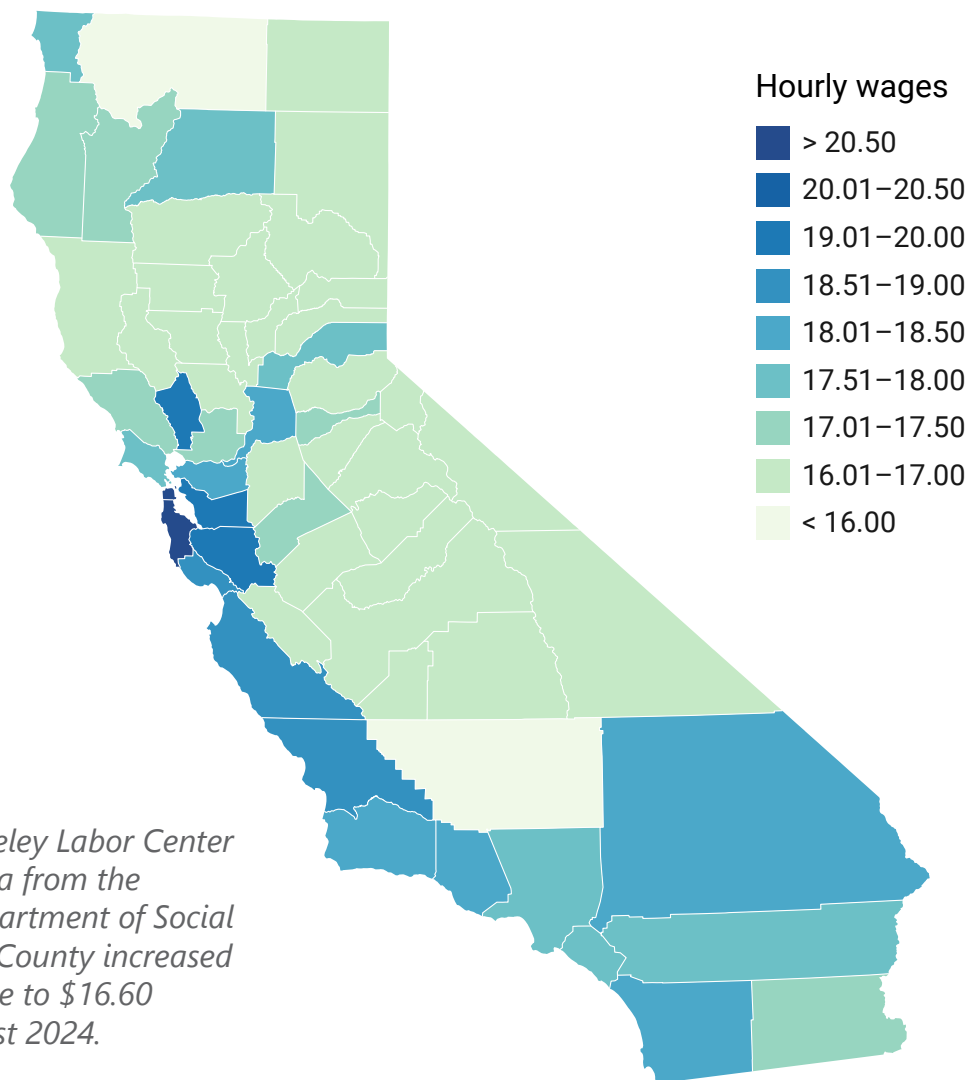 Hourly wages
> 20.50
20.01–20.50
19.01–20.00
18.51–19.00
18.01–18.50
17.51–18.00
17.01–17.50
16.01–17.00
< 16.00
eley Labor Center
a from the
artment of Social
County increased
e to $16.60
st 2024.